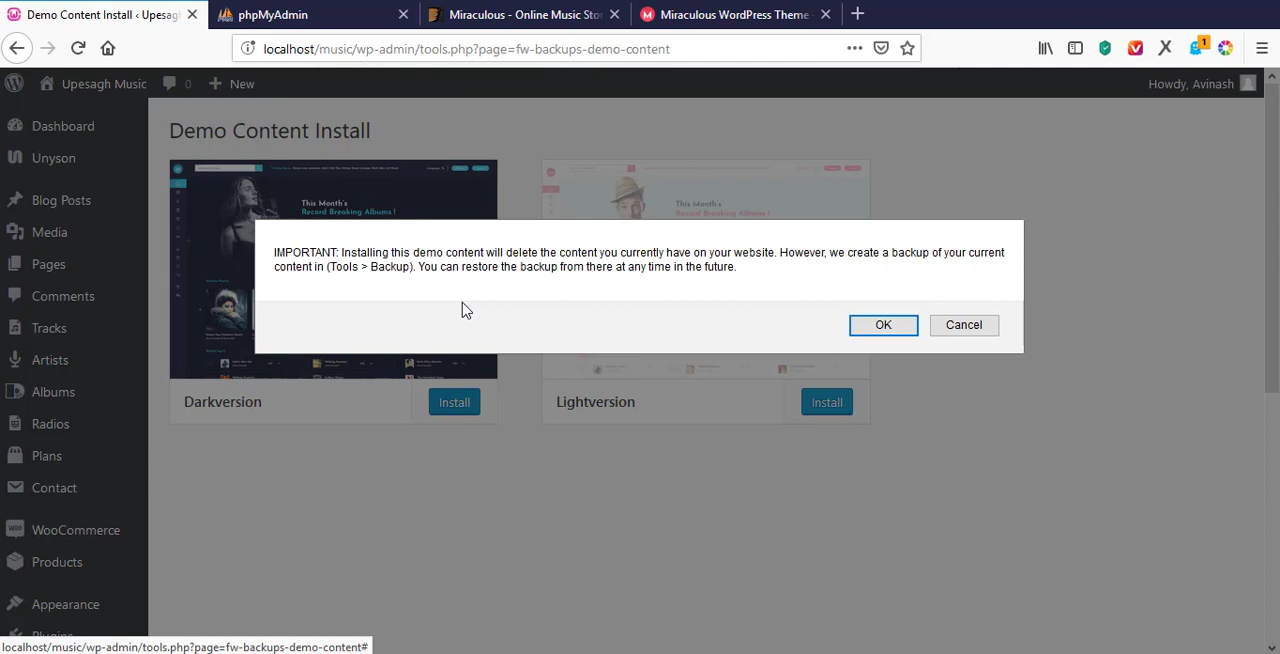 Demo Content Install ‹ Upesagh
phpMyAdmin
Miraculous - Online Music Stor
Miraculous WordPress Theme -
localhost/music/wp-admin/tools.php?page=fw-backups-demo-content
1
Upesagh Music
0
New
Howdy, Avinash
Dashboard
Unyson
Blog Posts
Media
Pages
Comments
Tracks
Artists
Albums
Radios
Plans
Contact
WooCommerce
Products
Appearance
Plugins
Demo Content Install
This Month's
Record Breaking Albums !
This Month's
Record Breaking Albums !
IMPORTANT: Installing this demo content will delete the content you currently have on your website. However, we create a backup of your current
content in (Tools > Backup). You can restore the backup from there at any time in the future.
OK
Cancel
Darkversion
Install
Lightversion
Install
localhost/music/wp-admin/tools.php?page=fw-backups-demo-content#